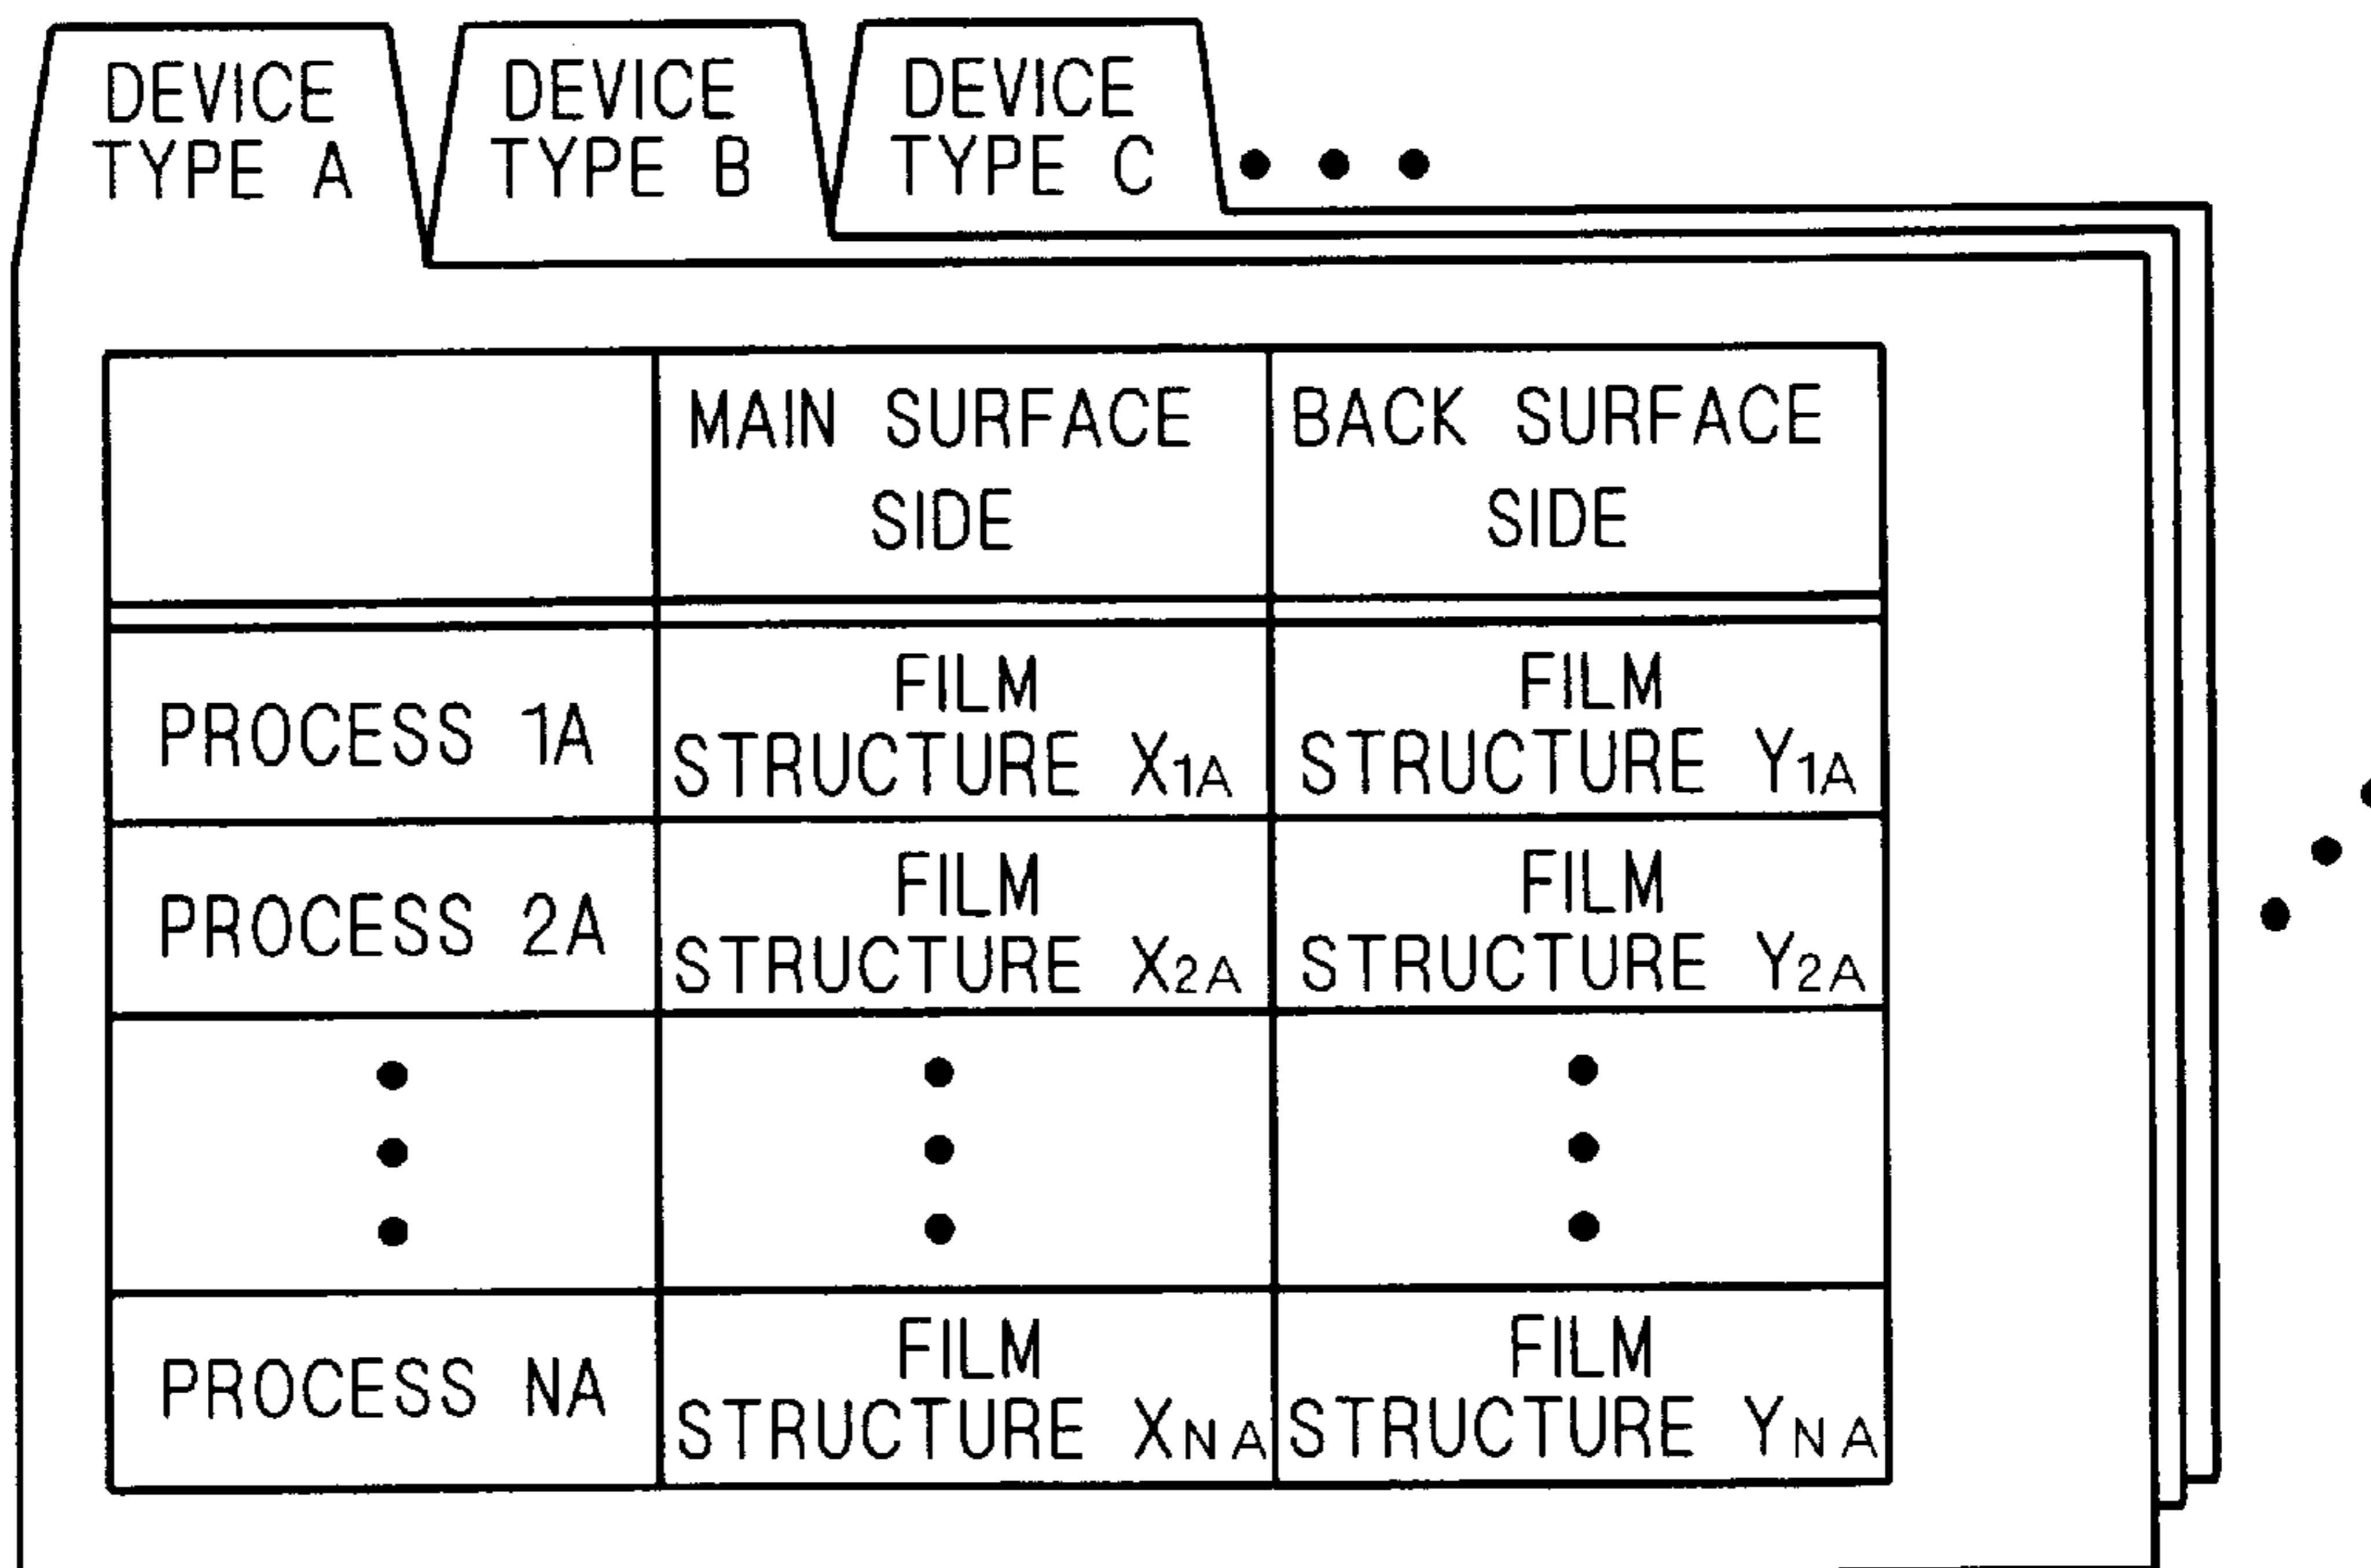 DEVICE
TYPE A
DEVICE
TYPE B
DEVICE
TYPE C
MAIN SURFACE
SIDE
BACK SURFACE
SIDE
PROCESS 1A
FILM
STRUCTURE X1A
FILM
STRUCTURE Y1A
PROCESS 2A
FILM
STRUCTURE X2A
FILM
STRUCTURE Y2A
PROCESS NA
FILM
STRUCTURE XNA
FILM
STRUCTURE YNA